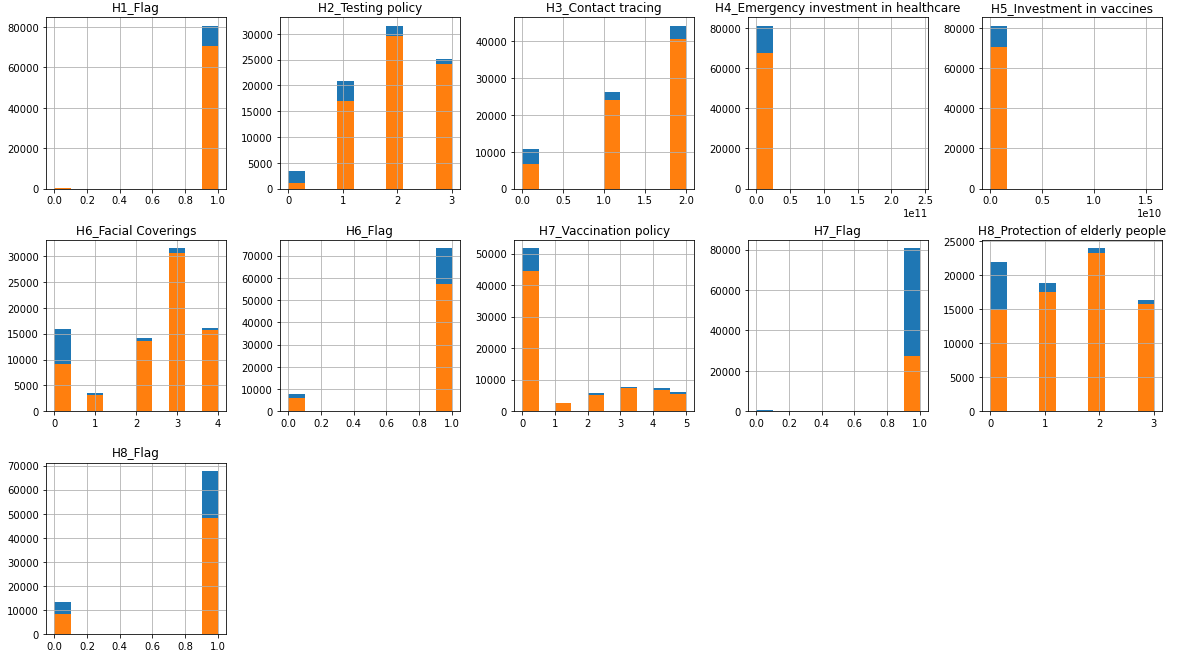 H1_Flag
80000
60000
40000
20000
0
0.0 0.2 0.4 0.6 0.8 1.0
H2_Testing policy
30000
25000
20000
15000
10000
5000
0
0 1 2 3
H3_Contact tracing
40000
30000
20000
10000
0
0.0 0.5 1.0 1.5 2.0
H4_Emergency investment in healthcare
80000
60000
40000
20000
0
0.0 0.5 1.0 1.5 2.0 2.5
1e11
H5_Investment in vaccines
80000
60000
40000
20000
0
0.0 0.5 1.0 1.5
1e10
H6_Facial Coverings
30000
25000
20000
15000
10000
5000
0
0 1 2 3 4
H6_Flag
70000
60000
50000
40000
30000
20000
10000
0
0.0 0.2 0.4 0.6 0.8 1.0
H7_Vaccination policy
50000
40000
30000
20000
10000
0
0 1 2 3 4 5
H7_Flag
80000
60000
40000
20000
0
0.0 0.2 0.4 0.6 0.8 1.0
H8_Protection of elderly people
25000
20000
15000
10000
5000
0
0 1 2 3
H8_Flag
70000
60000
50000
40000
30000
20000
10000
0
0.0 0.2 0.4 0.6 0.8 1.0